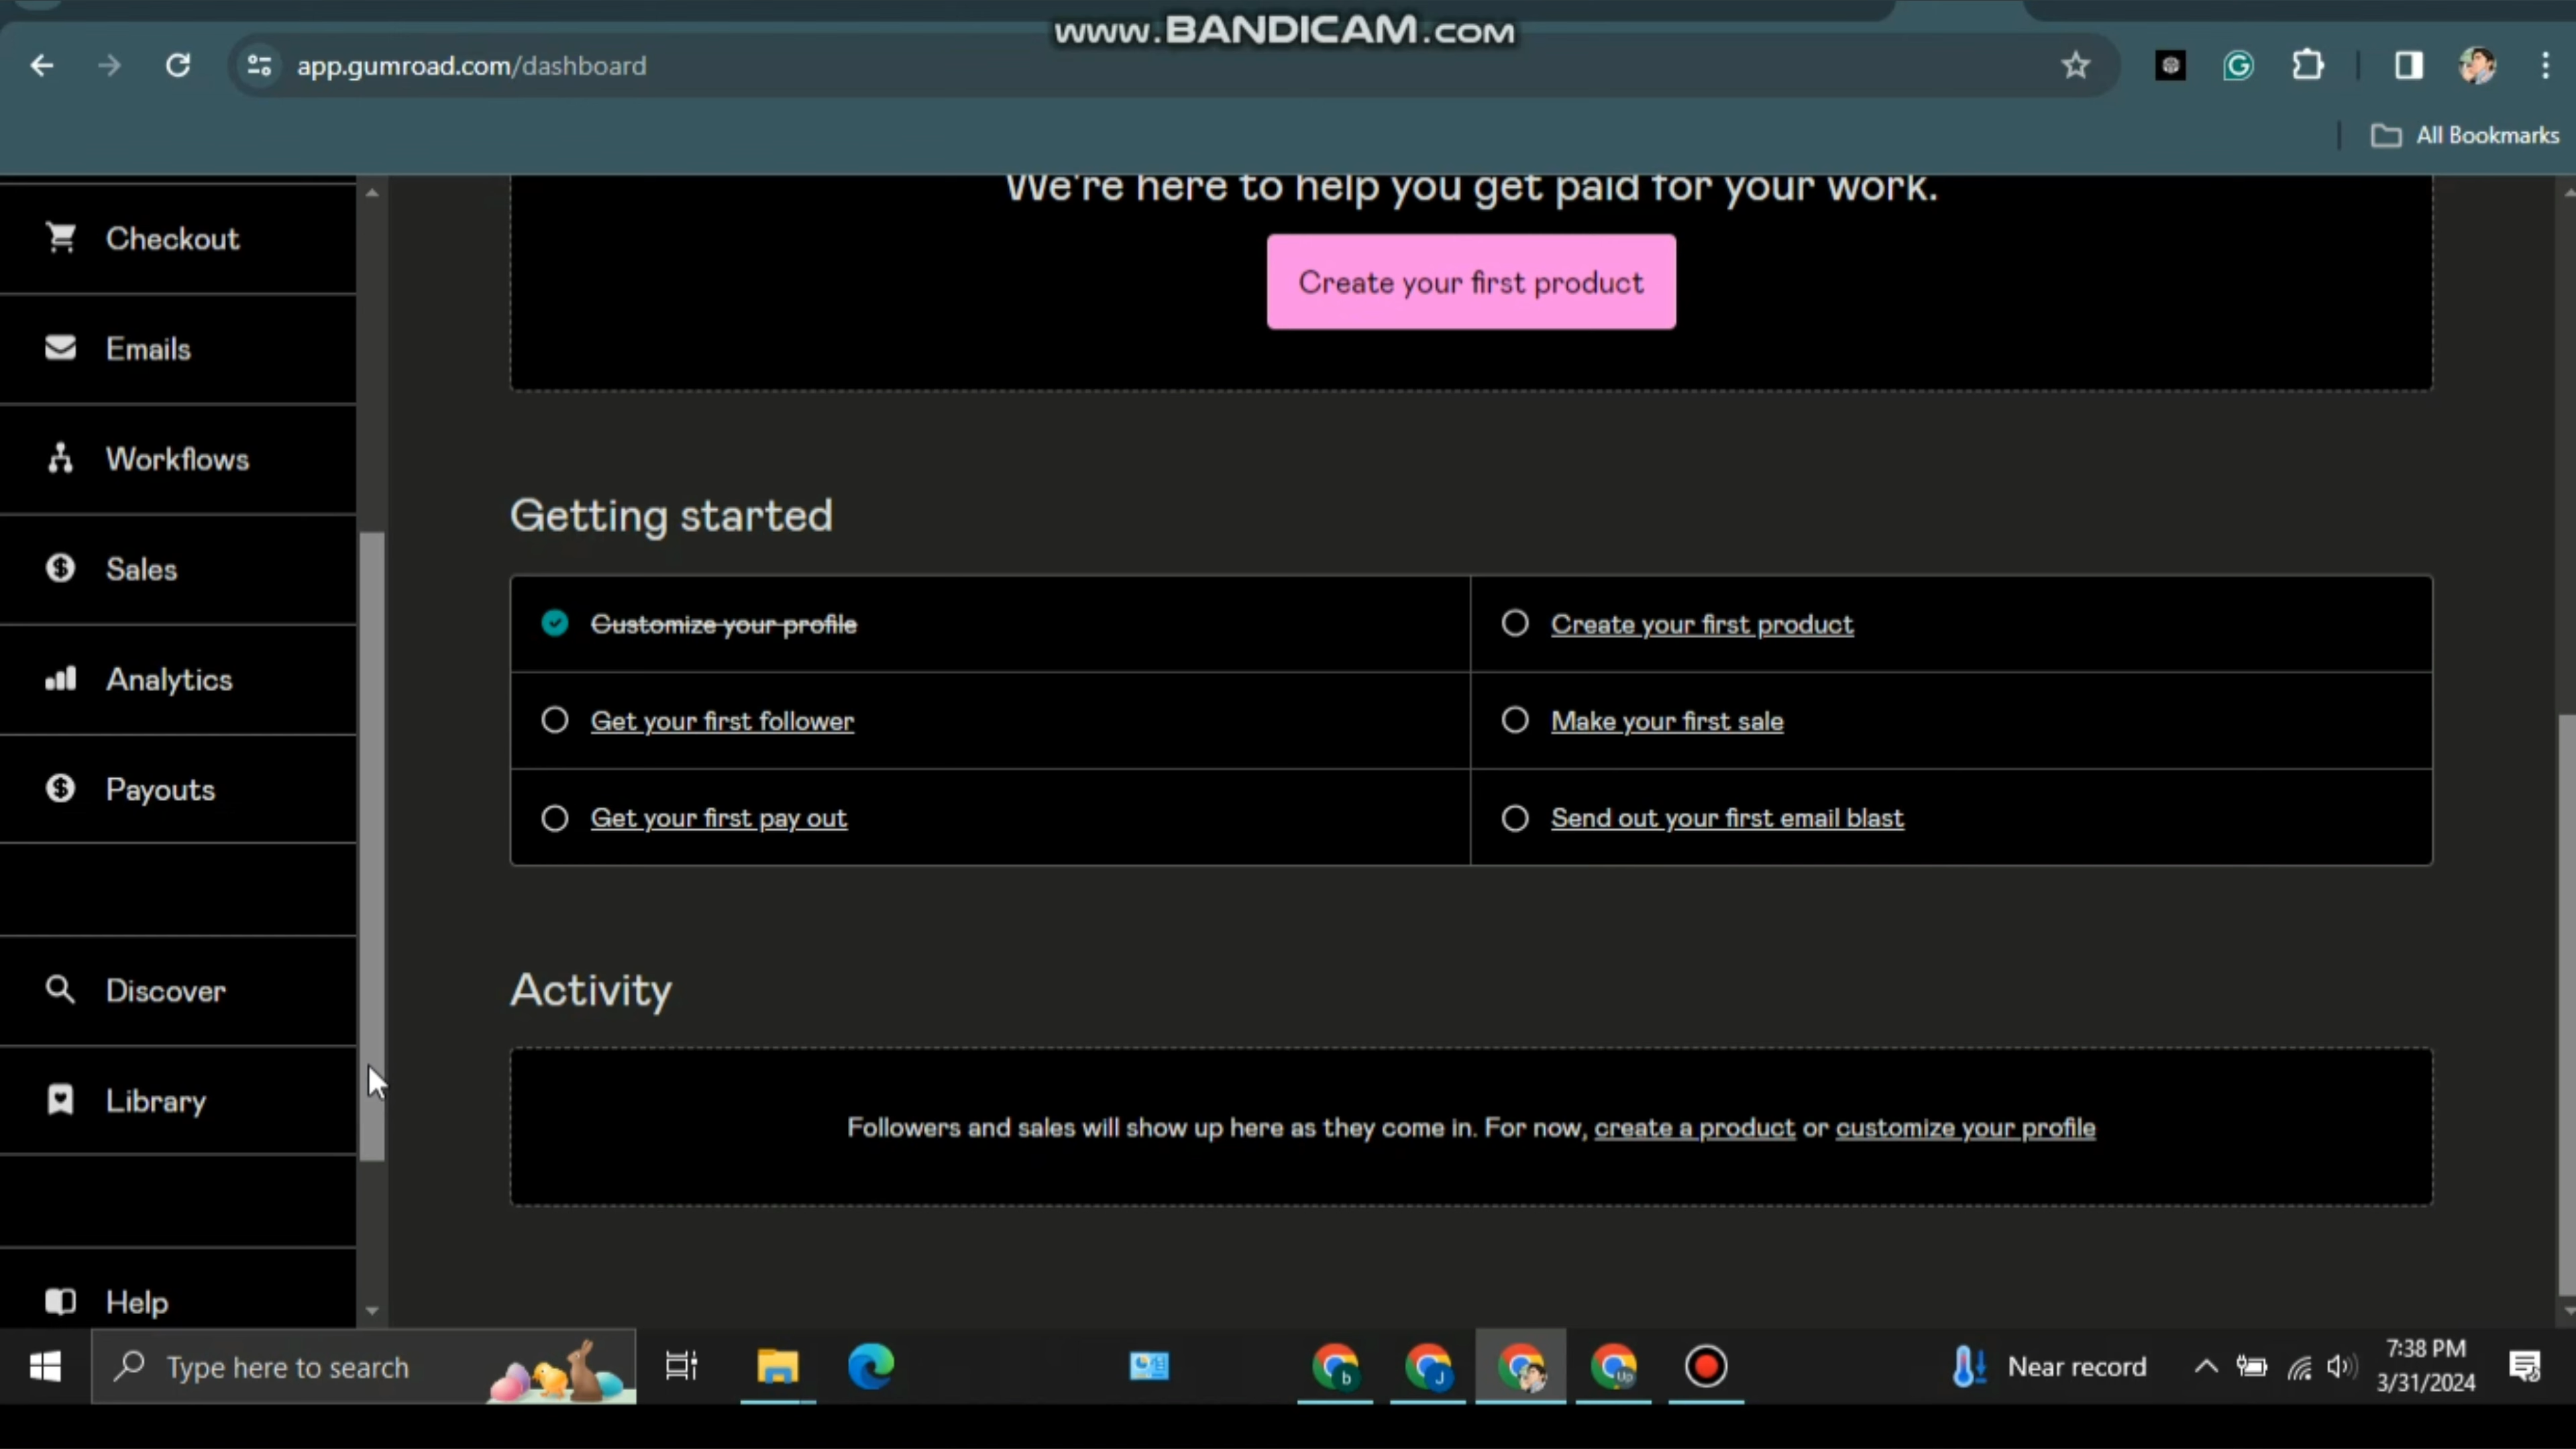 www.BANDICAM.com
app.gumroad.com/dashboard
All Bookmarks
We're here to help you get paid for your work.
Create your first product
Checkout
Emails
Workflows
Sales
Analytics
Payouts
Discover
Library
Help
Getting started
Customize your profile
Create your first product
Get your first follower
Make your first sale
Get your first pay out
Send out your first email blast
Activity
Followers and sales will show up here as they come in. For now, create a product or customize your profile
Type here to search
b
J
Up
Near record
7:38 PM
3/31/2024